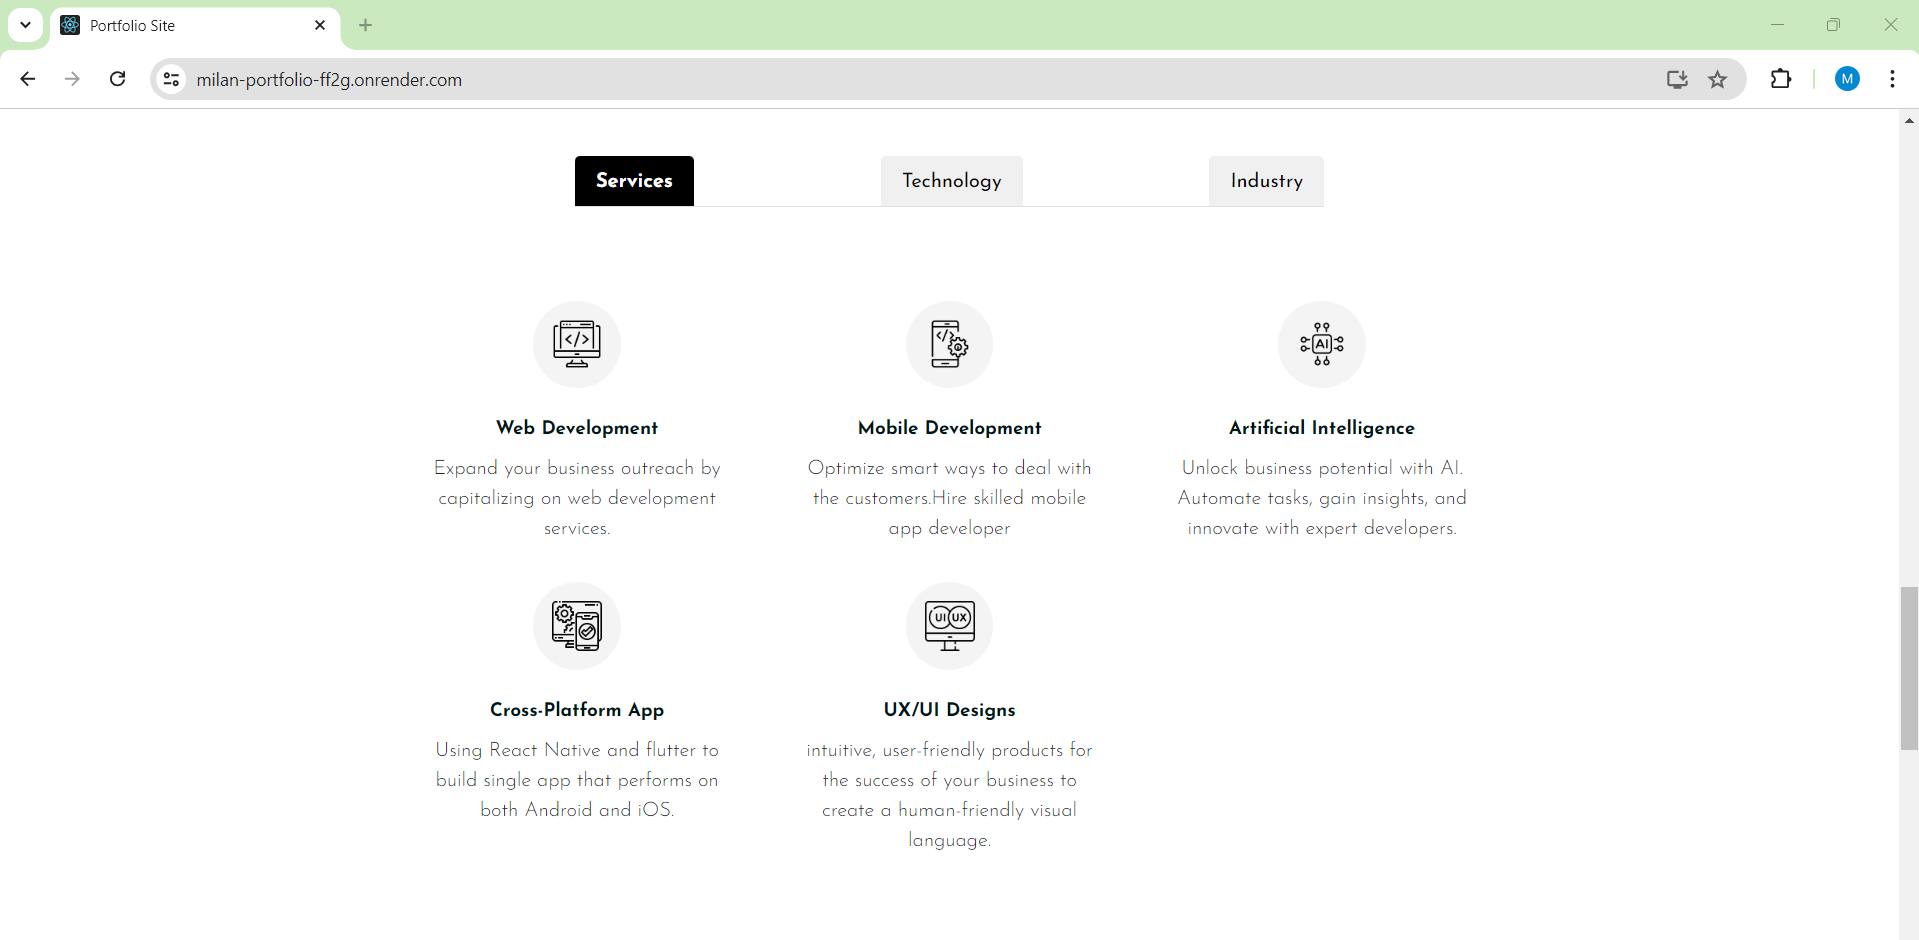 Portfolio Site
milan-portfolio-ff2g.onrender.com
M
Services
Technology
Industry
</>
</>
AI
Web Development
Mobile Development
Artificial Intelligence
Expand your business outreach by
capitalizing on web development
services.
Optimize smart ways to deal with
the customers.Hire skilled mobile
app developer
Unlock business potential with AI.
Automate tasks, gain insights, and
innovate with expert developers.
UI UX
Cross-Platform App
UX/UI Designs
Using React Native and flutter to
build single app that performs on
both Android and iOS.
intuitive, user-friendly products for
the success of your business to
create a human-friendly visual
language.